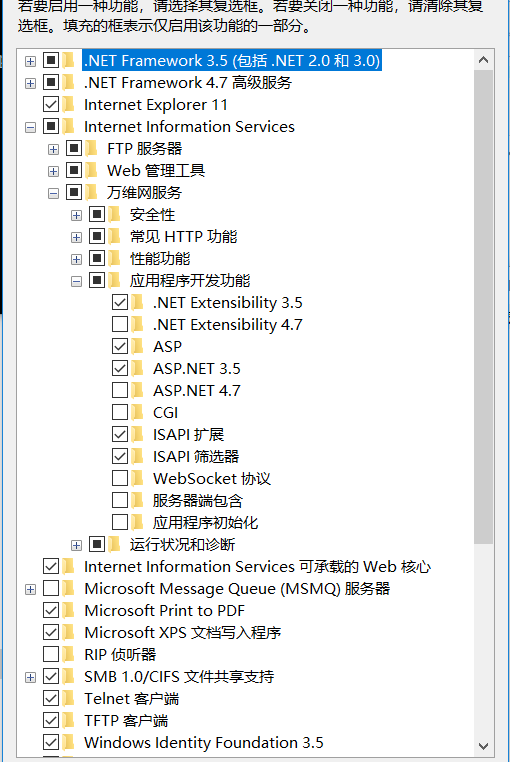 若要启用一种功能，请选择其复选框。若要关闭一种功能，请清除其复
选框。填充的框表示仅启用该功能的一部分。
.NET Framework 3.5 (包括 .NET 2.0 和 3.0)
.NET Framework 4.7 高级服务
Internet Explorer 11
Internet Information Services
FTP 服务器
Web 管理工具
万维网服务
安全性
常见 HTTP 功能
性能功能
应用程序开发功能
.NET Extensibility 3.5
.NET Extensibility 4.7
ASP
ASP.NET 3.5
ASP.NET 4.7
CGI
ISAPI 扩展
ISAPI 筛选器
WebSocket 协议
服务器端包含
应用程序初始化
运行状况和诊断
Internet Information Services 可承载的 Web 核心
Microsoft Message Queue (MSMQ) 服务器
Microsoft Print to PDF
Microsoft XPS 文档写入程序
RIP 侦听器
SMB 1.0/CIFS 文件共享支持
Telnet 客户端
TFTP 客户端
Windows Identity Foundation 3.5